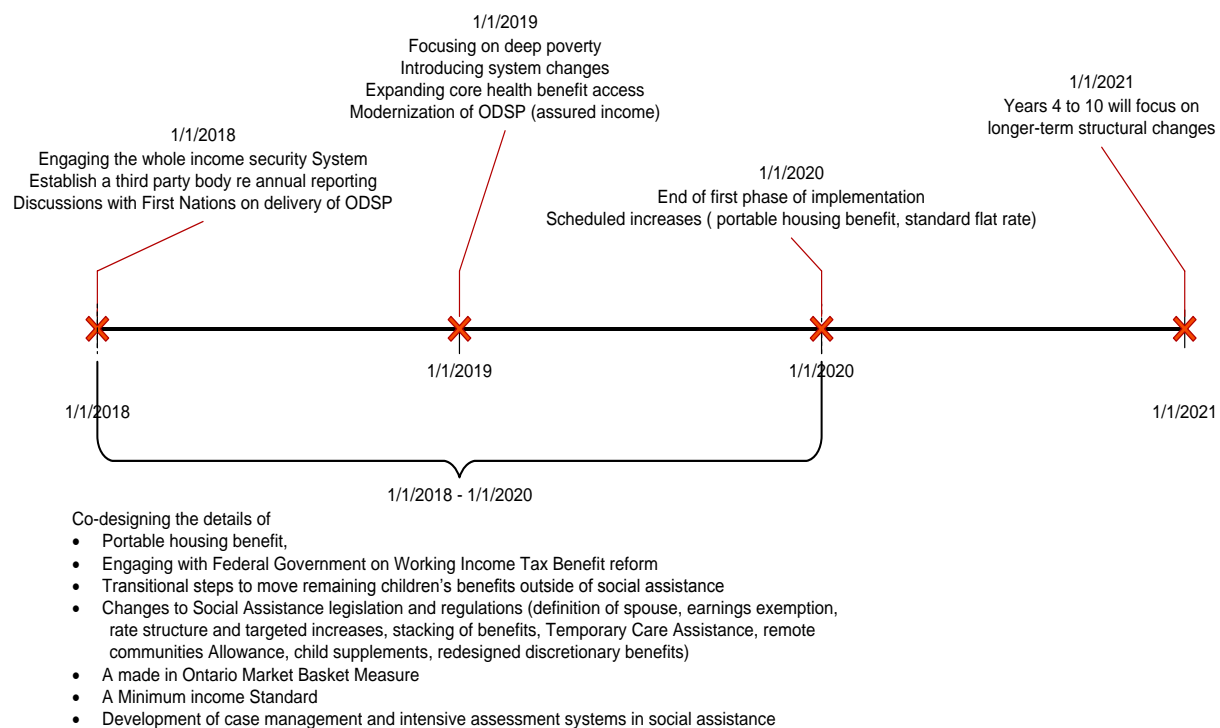 1/1/2019
Focusing on deep poverty
Introducing system changes
Expanding core health benefit access
Modernization of ODSP (assured income)
1/1/2021
Years 4 to 10 will focus on
longer-term structural changes
1/1/2018
Engaging the whole income security System
Establish a third party body re annual reporting
Discussions with First Nations on delivery of ODSP
1/1/2020
End of first phase of implementation
Scheduled increases ( portable housing benefit, standard flat rate)
1/1/2019
1/1/2020
1/1/2018
1/1/2021
1/1/2018 - 1/1/2020
Co-designing the details of
• Portable housing benefit,
• Engaging with Federal Government on Working Income Tax Benefit reform
• Transitional steps to move remaining children’s benefits outside of social assistance
• Changes to Social Assistance legislation and regulations (definition of spouse, earnings exemption,
rate structure and targeted increases, stacking of benefits, Temporary Care Assistance, remote
communities Allowance, child supplements, redesigned discretionary benefits)
• A made in Ontario Market Basket Measure
• A Minimum income Standard
• Development of case management and intensive assessment systems in social assistance